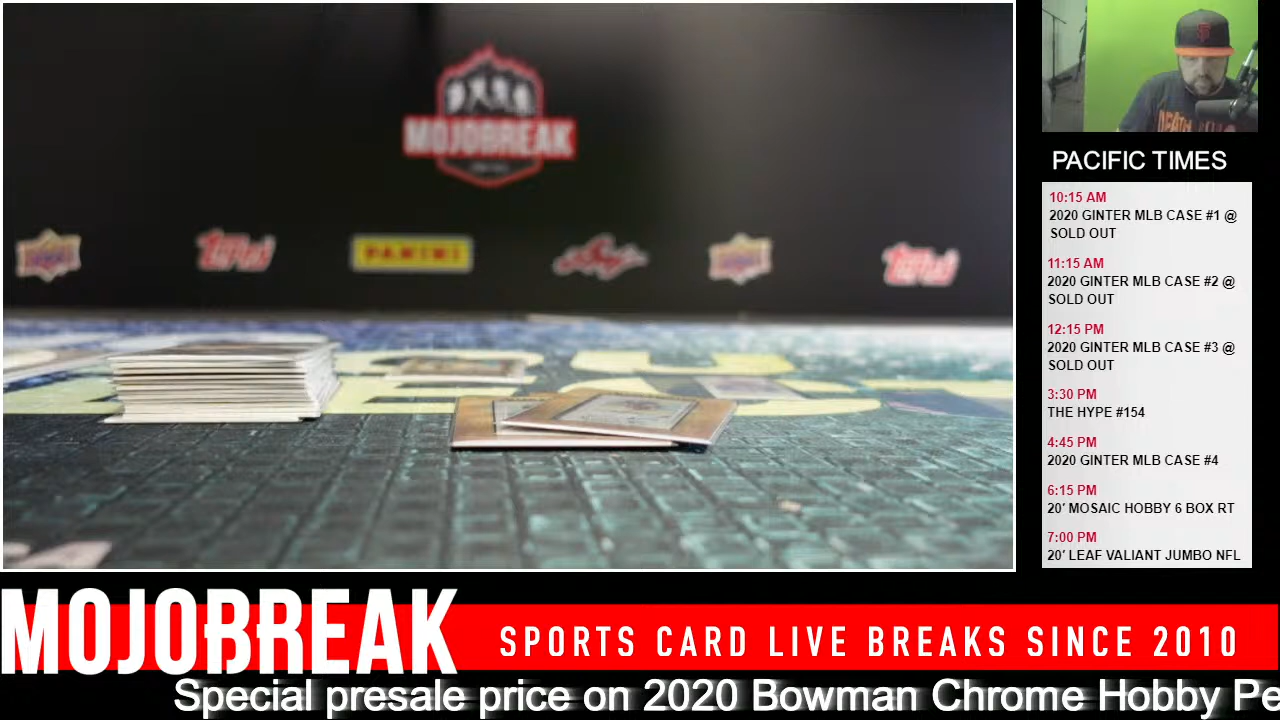 MOJOBREAK
Topps
PANINI
Leaf
Topps
PACIFIC TIMES
10:15 AM
2020 GINTER MLB CASE #1 @
SOLD OUT
11:15 AM
2020 GINTER MLB CASE #2 @
SOLD OUT
12:15 PM
2020 GINTER MLB CASE #3 @
SOLD OUT
3:30 PM
THE HYPE #154
4:45 PM
2020 GINTER MLB CASE #4
6:15 PM
20' MOSAIC HOBBY 6 BOX RT
7:00 PM
20' LEAF VALIANT JUMBO NFL
MOJOBREAK
SPORTS CARD LIVE BREAKS SINCE 2010
Special presale price on 2020 Bowman Chrome Hobby Pe